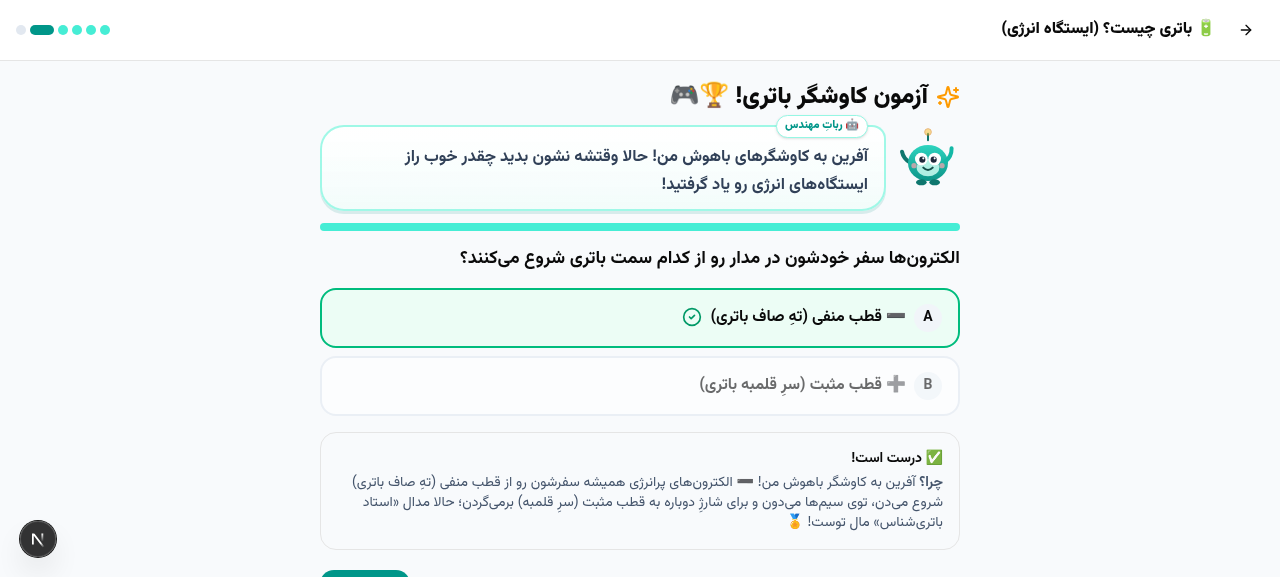 🔋 باتری چیست؟ (ایستگاه انرژی)
آزمون کاوشگر باتری! 🏆🎮
🤖 ربات مهندس
آفرین به کاوشگرهای باهوش من! حالا وقتشه نشون بدید چقدر خوب راز
ایستگاه‌های انرژی رو یاد گرفتید!
الکترون‌ها سفر خودشون در مدار رو از کدام سمت باتری شروع می‌کنند؟
A ➖ قطب منفی (تهِ صاف باتری)
B ➕ قطب مثبت (سرِ قلمبه باتری)
✅ درست است!
چرا؟ آفرین به کاوشگر باهوش من! ➖ الکترون‌های پرانرژی همیشه سفرشون رو از قطب منفی (تهِ صاف باتری)
شروع می‌دن، توی سیم‌ها می‌دون و برای شارژِ دوباره به قطب مثبت (سرِ قلمبه) برمی‌گردن؛ حالا مدال «استاد
باتری‌شناس» مال توست! 🏅
N